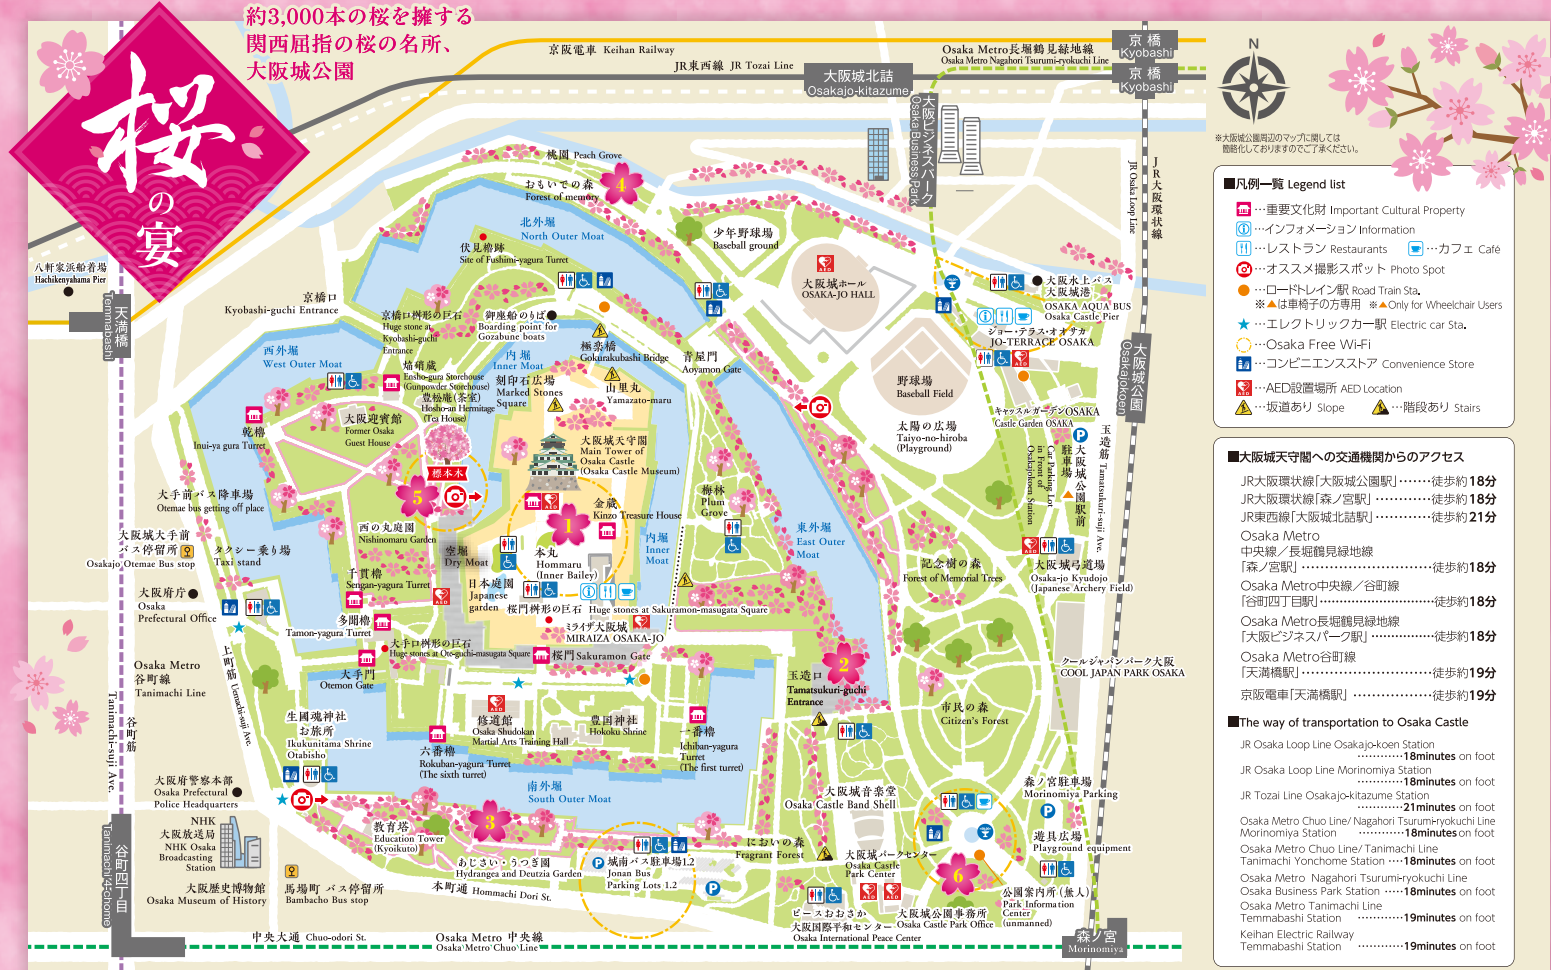 約3,000本の桜を擁する
関西屈指の桜の名所、
大阪城公園
桜
の
宴
京阪電車 Keihan Railway
JR東西線 JR Tozai Line
Osaka Metro長堀鶴見緑地線
Osaka Metro Nagahori Tsurumi-ryokuchi Line
京橋
Kyobashi
京橋
Kyobashi
大阪城北詰
Osakajo-kitazume
大阪ビジネスパーク
Osaka Business Park
JR大阪環状線
JR Osaka Loop Line
N
※大阪城公園周辺のマップに関しては
簡略化しておりますのでご了承ください。
桃園 Peach Grove
おもいでの森
Forest of memory
4
北外堀
North Outer Moat
伏見櫓跡
Site of Fushimi-yagura Turret
少年野球場
Baseball ground
大阪城ホール
OSAKA-JO HALL
大阪水上バス
大阪城港
OSAKA AQUA BUS
Osaka Castle Pier
ジョー・テラス・オオサカ
JO-TERRACE OSAKA
八軒家浜船着場
Hachikenyahama Pier
天満橋
Temmabashi
京橋口
Kyobashi-guchi Entrance
京橋口枡形の巨石
Huge stone at
Kyobashi-guchi
Entrance
御座船のりば
Boarding point for
Gozabune boats
極楽橋
Gokurakubashi Bridge
青屋門
Aoyamon Gate
西外堀
West Outer Moat
内堀
Inner Moat
焔硝蔵
Ensho-gura Storehouse
(Gunpowder Storehouse)
豊松庵(茶室)
Hosho-an Hermitage
(Tea House)
刻印石広場
Marked Stones
Square
山里丸
Yamazato-maru
野球場
Baseball Field
大阪城公園
Osakajokoen
キャッスルガーデンOSAKA
Castle Garden OSAKA
乾櫓
Inui-ya gura Turret
大阪迎賓館
Former Osaka
Guest House
標本木
大阪城天守閣
Main Tower of
Osaka Castle
(Osaka Castle Museum)
太陽の広場
Taiyo-no-hiroba
(Playground)
大阪城公園駅前
駐車場
Car Parking Lot
in Front of
Osakajokoen Station
玉造筋 Tamatsukuri-suji Ave.
5
1
金蔵
Kinzo Treasure House
梅林
Plum
Grove
大手前バス降車場
Otemae bus getting off place
大阪城大手前
バス停留所
Osakajo Otemae Bus stop
タクシー乗り場
Taxi stand
西の丸庭園
Nishinomaru Garden
空堀
Dry Moat
本丸
Hommaru
(Inner Bailey)
内堀
Inner
Moat
東外堀
East Outer
Moat
記念樹の森
Forest of Memorial Trees
大阪城弓道場
Osaka-jo Kyudojo
(Japanese Archery Field)
千貫櫓
Sengan-yagura Turret
日本庭園
Japanese
garden
大阪府庁
Osaka
Prefectural Office
桜門枡形の巨石 Huge stones at Sakuramon-masugata Square
多聞櫓
Tamon-yagura Turret
ミライザ大阪城
MIRAIZA OSAKA-JO
大手口枡形の巨石
Huge stones at Ote-guchi-masugata Square
桜門 Sakuramon Gate
大手門
Otemon Gate
2
玉造口
Tamatsukuri-guchi
Entrance
クールジャパンパーク大阪
COOL JAPAN PARK OSAKA
Osaka Metro
谷町線
Tanimachi Line
上町筋 Uemachi-suji Ave.
谷町筋
Tanimachi-suji Ave.
生國魂神社
お旅所
Ikukunitama Shrine
Otabisho
修道館
Osaka Shudokan
Martial Arts Training Hall
豊国神社
Hokoku Shrine
一番櫓
Ichiban-yagura
Turret
(The first turret)
六番櫓
Rokuban-yagura Turret
(The sixth turret)
市民の森
Citizen's Forest
大阪府警察本部
Osaka Prefectural
Police Headquarters
南外堀
South Outer Moat
大阪城音楽堂
Osaka Castle Band Shell
森ノ宮駐車場
Morinomiya Parking
NHK
大阪放送局
NHK Osaka
Broadcasting
Station
教育塔
Education Tower
(Kyoikuto)
3
あじさい・うつぎ園
Hydrangea and Deutzia Garden
城南バス駐車場1.2
Jonan Bus
Parking Lots 1.2
においの森
Fragrant Forest
大阪城パークセンター
Osaka Castle
Park Center
6
遊具広場
Playground equipment
谷町四丁目
Tanimachi4-chome
大阪歴史博物館
Osaka Museum of History
馬場町 バス停留所
Bambacho Bus stop
本町通 Hommachi Dori St.
ピースおおさか
大阪国際平和センター
Osaka International Peace Center
大阪城公園事務所
Osaka Castle Park Office
公園案内所(無人)
Park Information
Center
(unmanned)
中央大通 Chuo-odori St.
Osaka Metro 中央線
Osaka Metro Chuo Line
森ノ宮
Morinomiya
■凡例一覧 Legend list
…重要文化財 Important Cultural Property
…インフォメーション Information
…レストラン Restaurants
…カフェ Café
…オススメ撮影スポット Photo Spot
…ロードトレイン駅 Road Train Sta.
※▲は車椅子の方専用 ※▲Only for Wheelchair Users
…エレクトリックカー駅 Electric car Sta.
…Osaka Free Wi-Fi
…コンビニエンスストア Convenience Store
…AED設置場所 AED Location
…坂道あり Slope
…階段あり Stairs
■大阪城天守閣への交通機関からのアクセス
JR大阪環状線「大阪城公園駅」……徒歩約18分
JR大阪環状線「森ノ宮駅」………徒歩約18分
JR東西線「大阪城北詰駅」…………徒歩約21分
Osaka Metro
中央線／長堀鶴見緑地線
「森ノ宮駅」…………………………徒歩約18分
Osaka Metro中央線／谷町線
「谷町四丁目駅」……………………徒歩約18分
Osaka Metro長堀鶴見緑地線
「大阪ビジネスパーク駅」……………徒歩約18分
Osaka Metro谷町線
「天満橋駅」…………………………徒歩約19分
京阪電車「天満橋駅」………………徒歩約19分
■The way of transportation to Osaka Castle
JR Osaka Loop Line Osakajo-koen Station
…………18minutes on foot
JR Osaka Loop Line Morinomiya Station
…………18minutes on foot
JR Tozai Line Osakajo-kitazume Station
…………21minutes on foot
Osaka Metro Chuo Line/ Nagahori Tsurumi-ryokuchi Line
Morinomiya Station …………18minutes on foot
Osaka Metro Chuo Line/ Tanimachi Line
Tanimachi Yonchome Station ….18minutes on foot
Osaka Metro Nagahori Tsurumi-ryokuchi Line
Osaka Business Park Station ……18minutes on foot
Osaka Metro Tanimachi Line
Temmabashi Station …………19minutes on foot
Keihan Electric Railway
Temmabashi Station …………19minutes on foot